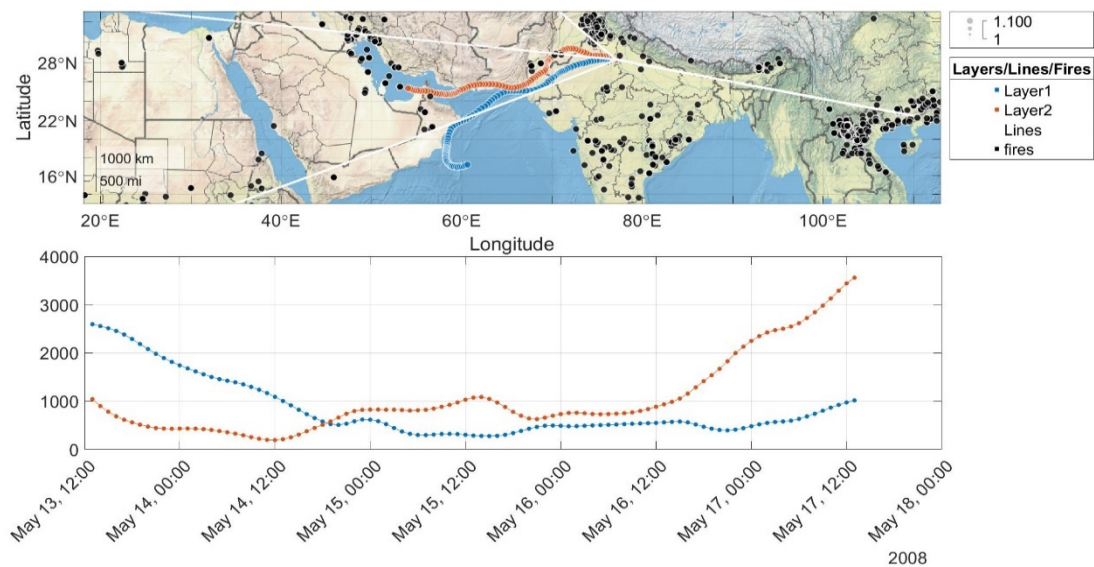 1.100
1
Layers/Lines/Fires
Layer1
Layer2
Lines
fires
Latitude
28°N
22°N
16°N
1000 km
500 mi
20°E
40°E
60°E
80°E
100°E
Longitude
4000
3000
2000
1000
0
May 13, 12:00
May 14, 00:00
May 14, 12:00
May 15, 00:00
May 15, 12:00
May 16, 00:00
May 16, 12:00
May 17, 00:00
May 17, 12:00
May 18, 00:00
2008